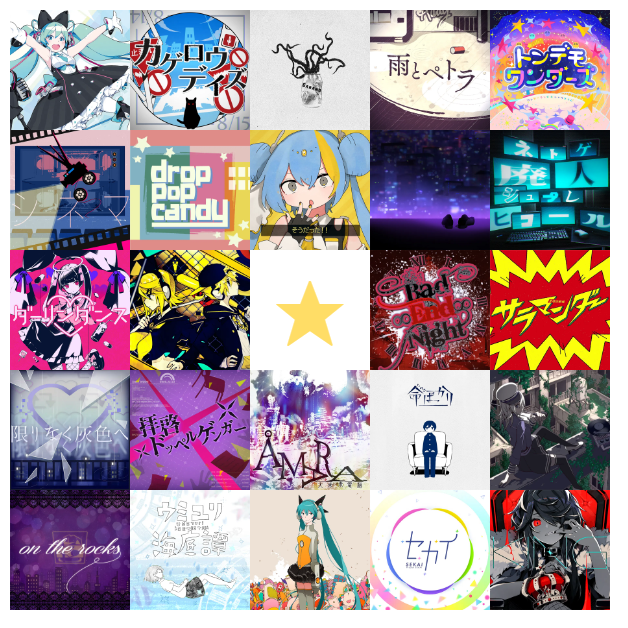 カゲロウ
デイズ
8/15
雨とペトラ
トンデモ
ワンダーズ
シネマ
drop
pop
candy
そうだった!!
ネトゲ
廃人
シュプレ
ヒコール
ダーリンダンス
Bad
End
Night
サラマンダー
限りなく灰色へ
拝啓
ドッペルゲンガー
ÅMARA
命ばっかり
on the rocks
ウミユリ
海底譚
セカイ
SEKAI